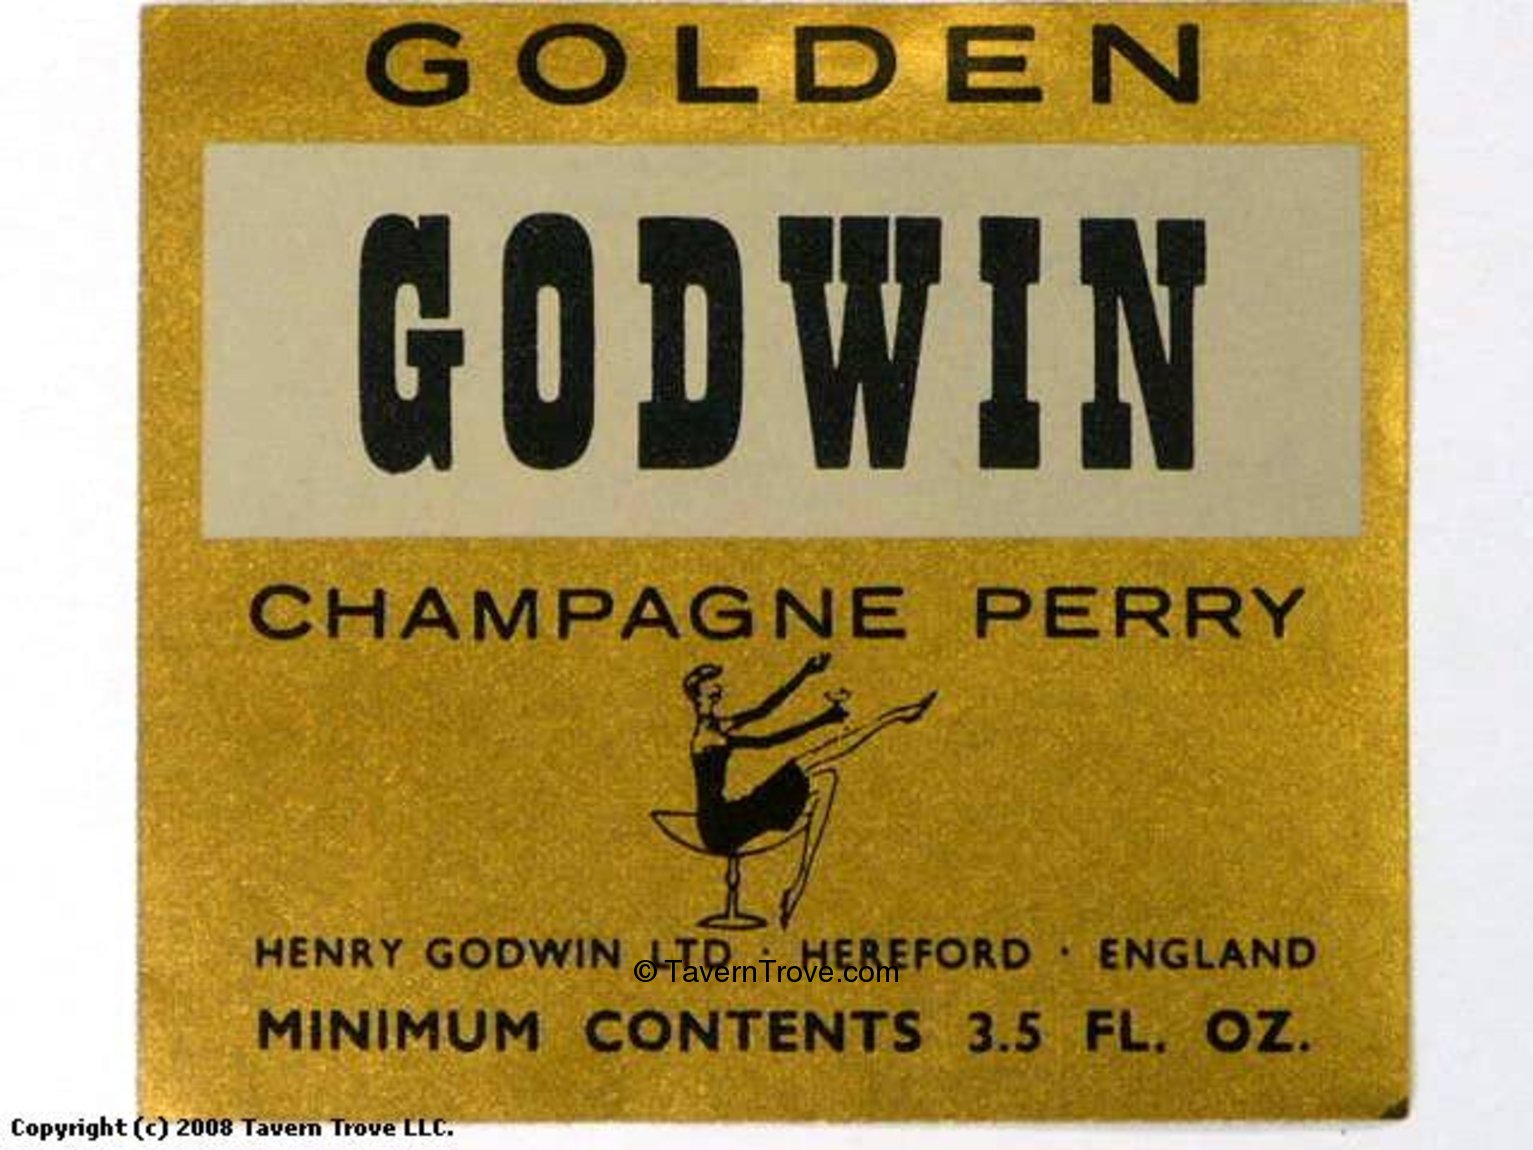 GOLDEN
GODWIN
CHAMPAGNE PERRY
HENRY GODWIN LTD · HEREFORD · ENGLAND
© TavernTrove.com
MINIMUM CONTENTS 3.5 FL. OZ.
Copyright (c) 2008 Tavern Trove LLC.